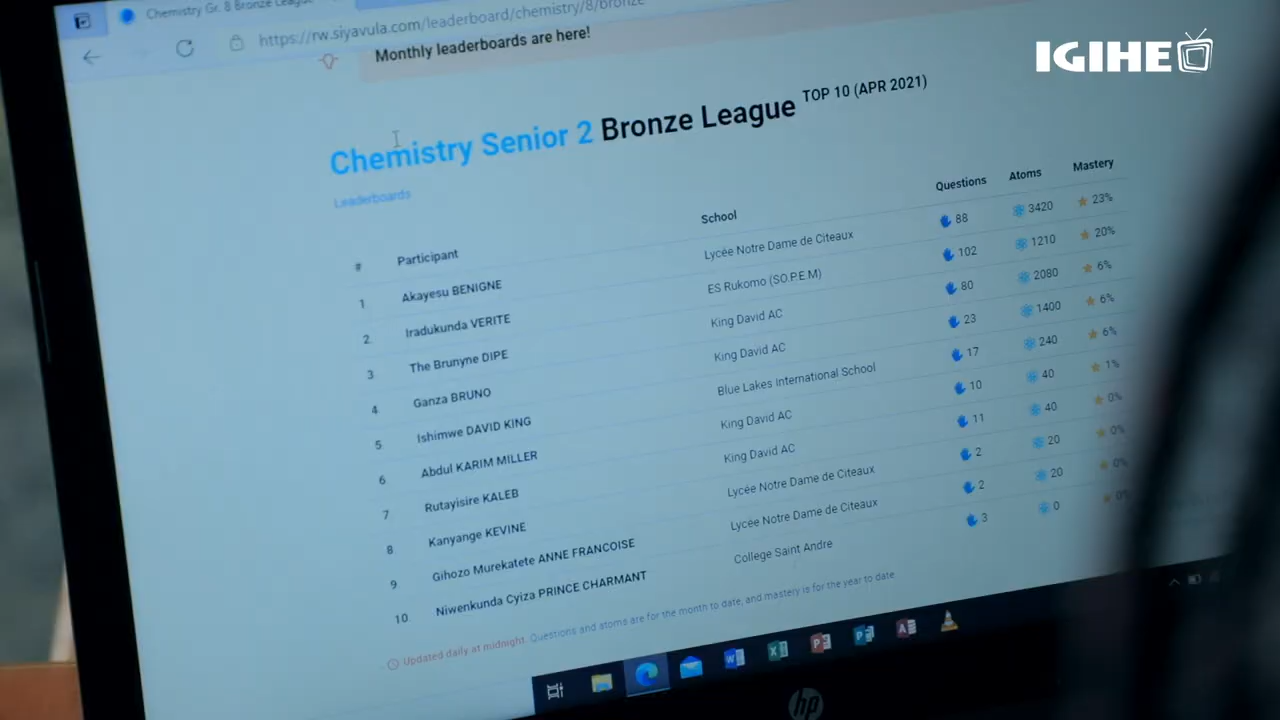 Chemistry Gr. 8 Bronze League
https://rw.siyavula.com/leaderboard/chemistry/8/bronze
Monthly leaderboards are here!
IGIHE
Chemistry Senior 2 Bronze League TOP 10 (APR 2021)
Leaderboards
# Participant School Questions Atoms Mastery
1 Akayesu BENIGNE Lycée Notre Dame de Citeaux 88 3420 23%
2 Iradukunda VERITE ES Rukomo (SO.P.E.M) 102 1210 20%
3 The Brunyne DIPE King David AC 80 2080 6%
4 Ganza BRUNO King David AC 23 1400 6%
5 Ishimwe DAVID KING Blue Lakes International School 17 240 6%
6 Abdul KARIM MILLER King David AC 10 40 1%
7 Rutayisire KALEB King David AC 11 40 0%
8 Kanyange KEVINE Lycée Notre Dame de Citeaux 2 20 0%
9 Gihozo Murekatete ANNE FRANCOISE Lycée Notre Dame de Citeaux 2 20 0%
10 Niwenkunda Cyiza PRINCE CHARMANT College Saint Andre 3 0 0%
Updated daily at midnight. Questions and atoms are for the month to date, and mastery is for the year to date
hp